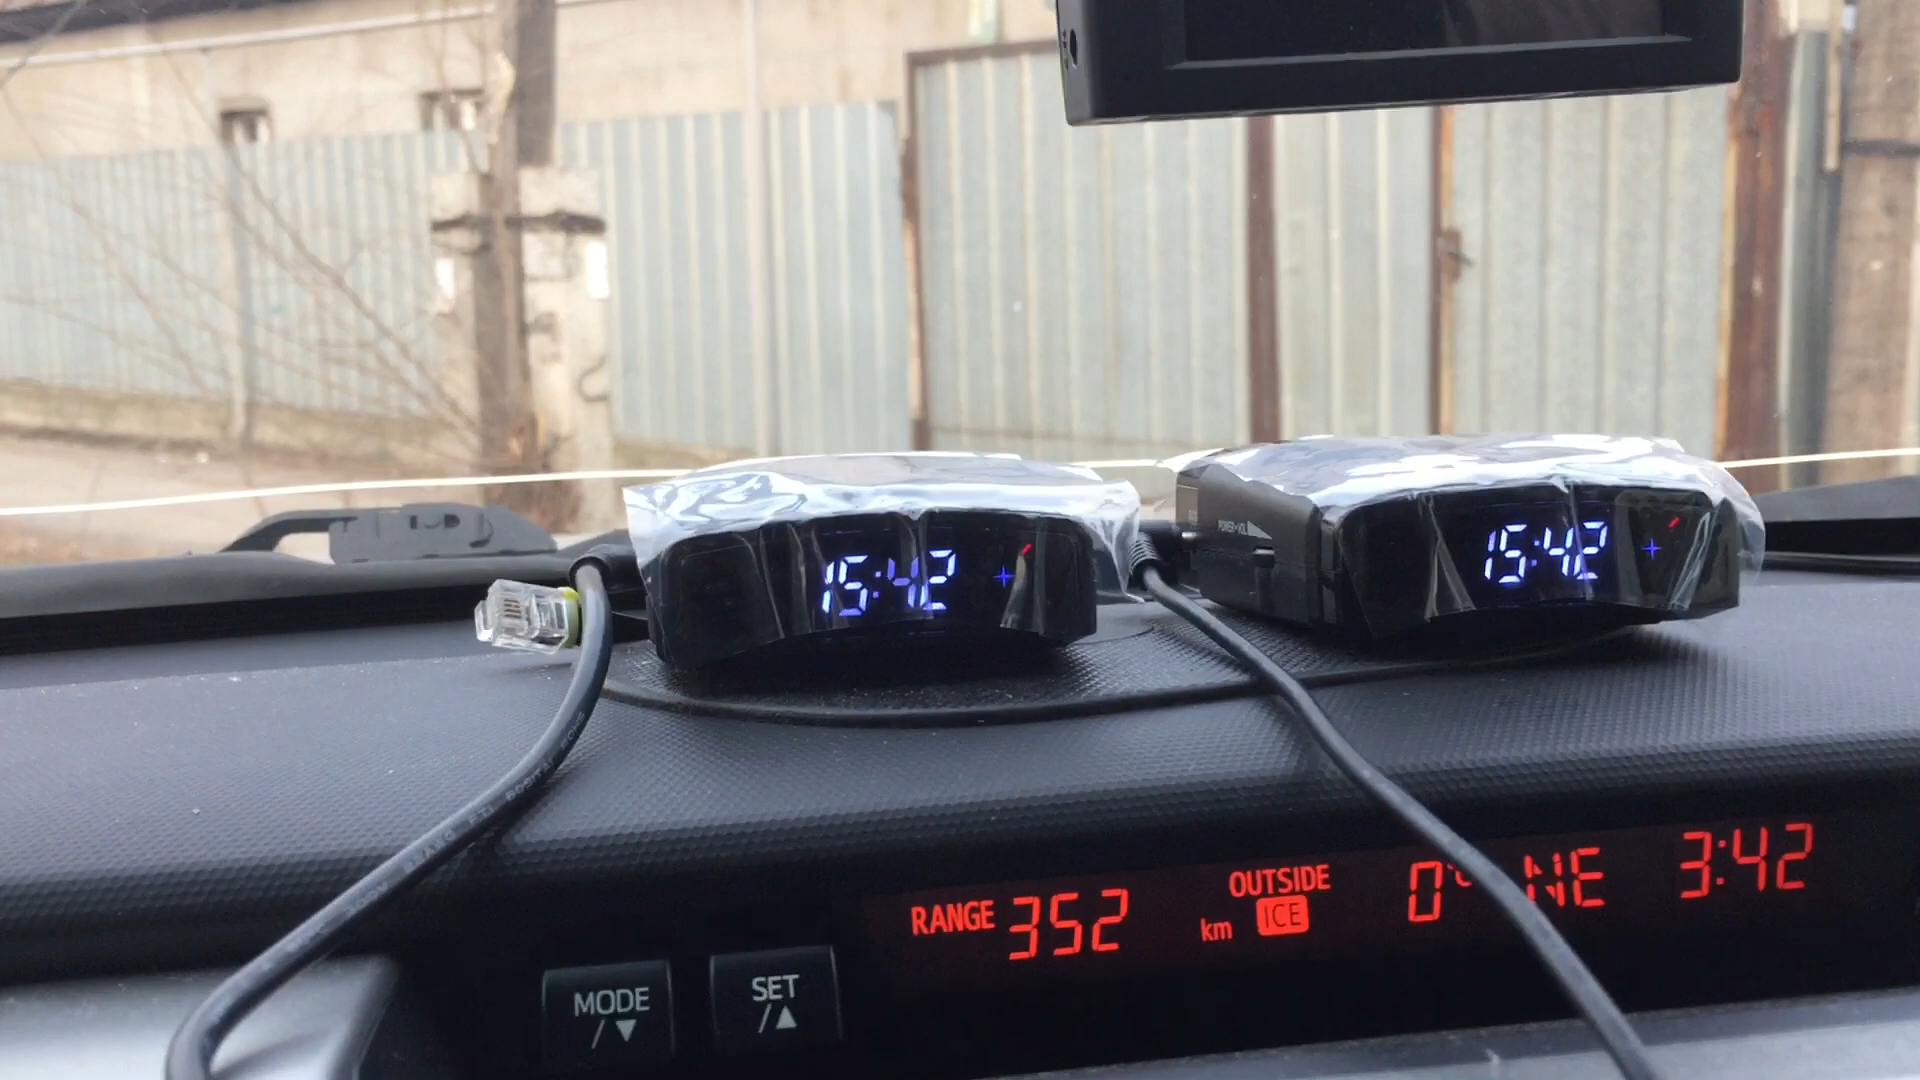 15:42
POWER•VOL
15:42
RANGE 352 km
OUTSIDE
ICE
0°C NE 3:42
MODE
/▼
SET
/▲